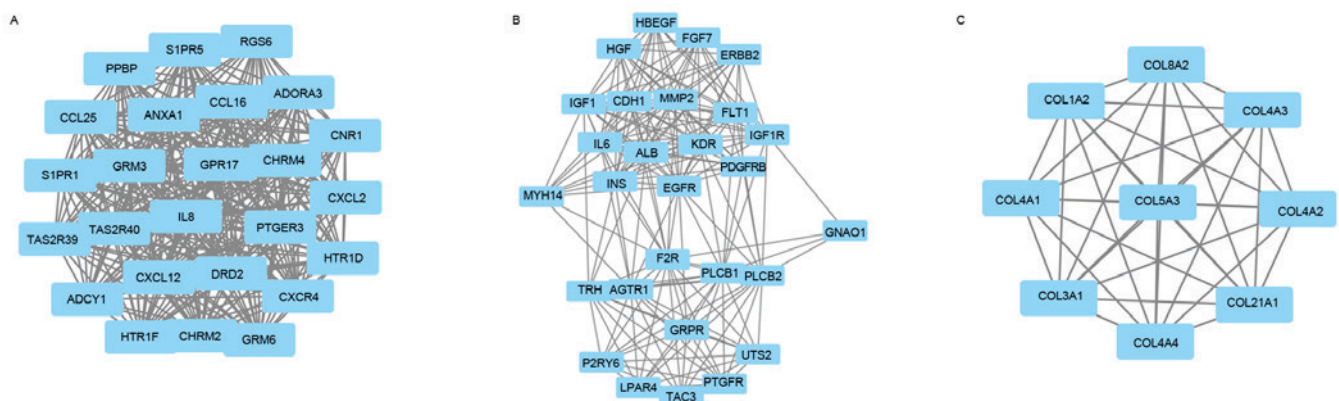 A
RGS6
S1PR5
PPBP
ADORA3
CCL16
ANXA1
CCL25
CNR1
CHRM4
GPR17
GRM3
S1PR1
CXCL2
IL8
PTGER3
TAS2R40
TAS2R39
HTR1D
DRD2
CXCL12
CXCR4
ADCY1
HTR1F
CHRM2
GRM6
B
HBEGF
FGF7
HGF
ERBB2
IGF1
CDH1
MMP2
FLT1
IGF1R
IL6
ALB
KDR
PDGFRB
INS
EGFR
MYH14
GNAO1
F2R
PLCB1
PLCB2
TRH
AGTR1
GRPR
UTS2
P2RY6
PTGFR
LPAR4
TAC3
C
COL8A2
COL1A2
COL4A3
COL4A1
COL5A3
COL4A2
COL3A1
COL21A1
COL4A4